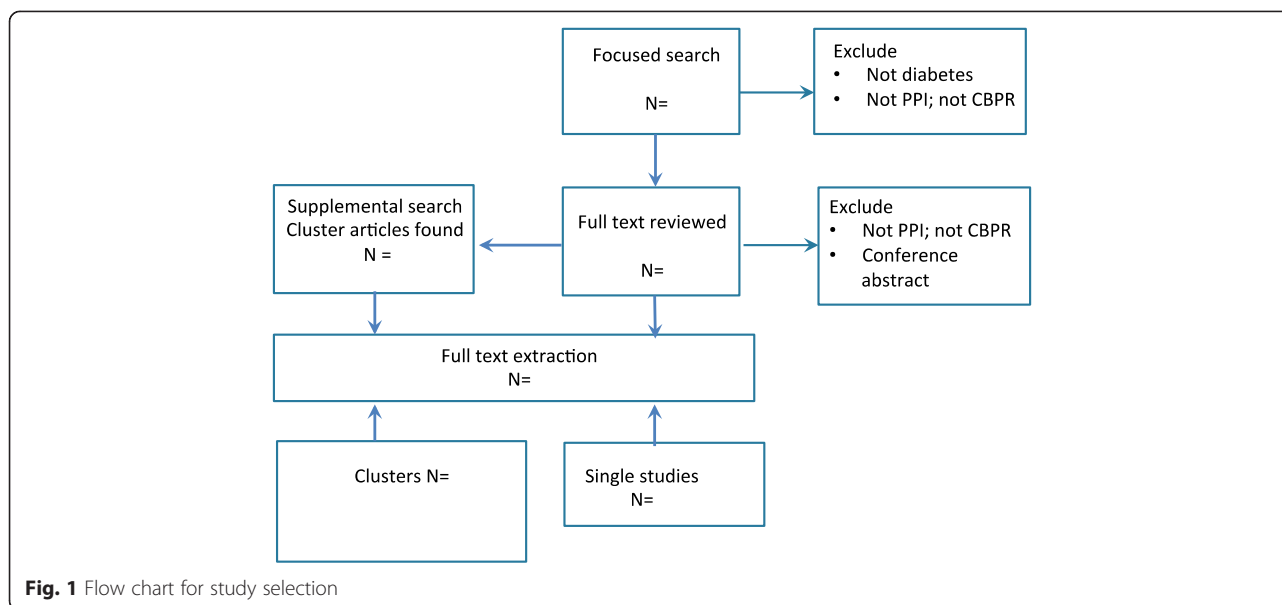 Focused search
N=
Exclude
• Not diabetes
• Not PPI; not CBPR
Supplemental search
Cluster articles found
N =
Full text reviewed
N=
Exclude
• Not PPI; not CBPR
• Conference
abstract
Full text extraction
N=
Clusters N=
Single studies
N=
Fig. 1 Flow chart for study selection